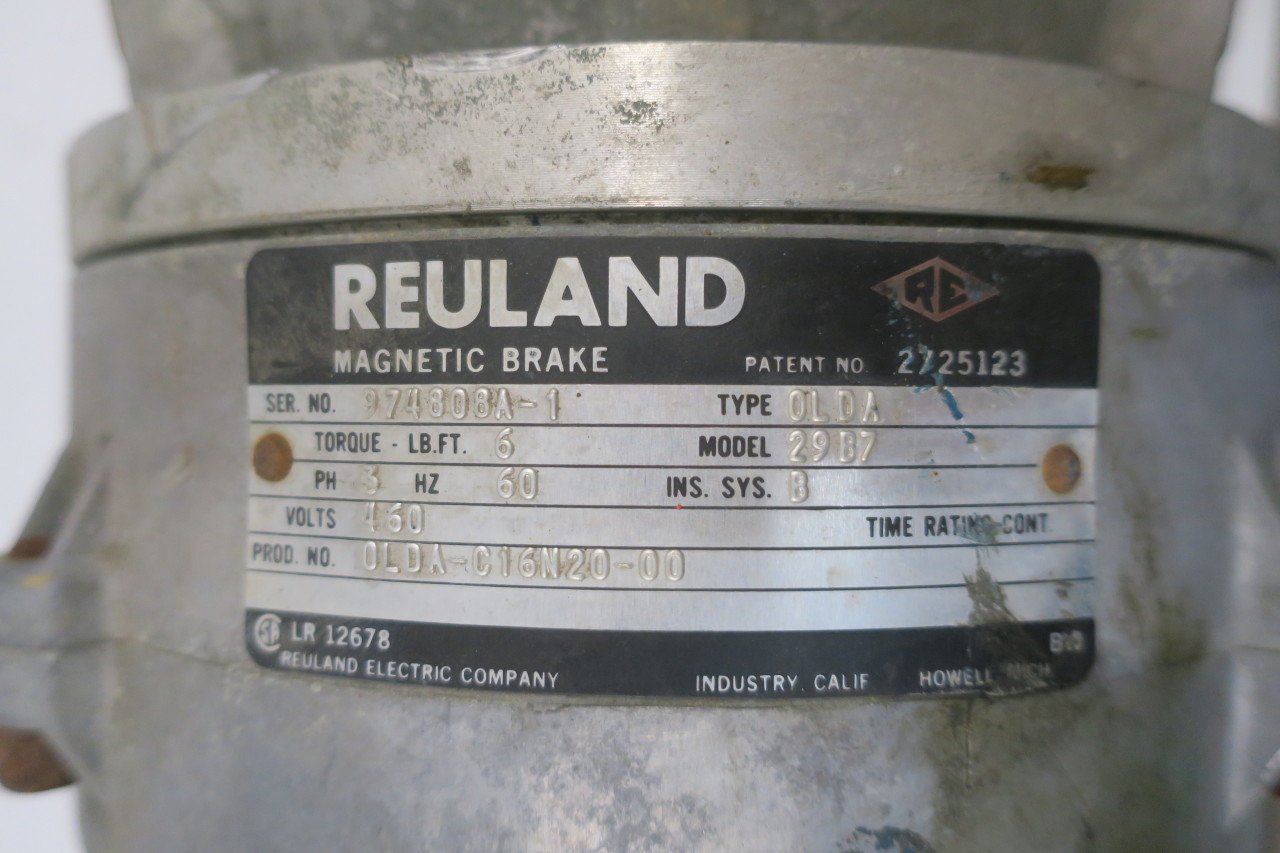 REULAND
RE
MAGNETIC BRAKE PATENT NO. 2725123
SER. NO. 974808A-1 TYPE OLDA
TORQUE - LB.FT. 6 MODEL 29B7
PH 3 HZ 60 INS. SYS. B
VOLTS 460 TIME RATING CONT.
PROD. NO. OLDA-C16N20-00
LR 12678
REULAND ELECTRIC COMPANY INDUSTRY, CALIF HOWELL, MICH